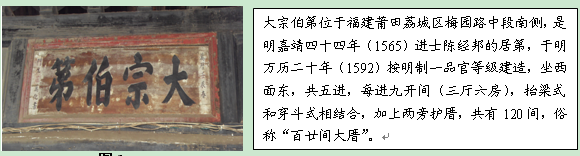 大宗伯第
大宗伯第位于福建莆田荔城区梅园路中段南侧，是
明嘉靖四十四年（1565）进士陈经邦的居第，于明
万历二十年（1592）按明制一品官等级建造，坐西
面东，共五进，每进九开间（三厅六房），抬梁式
和穿斗式相结合，加上两旁护厝，共有 120 间，俗
称“百廿间大厝”。